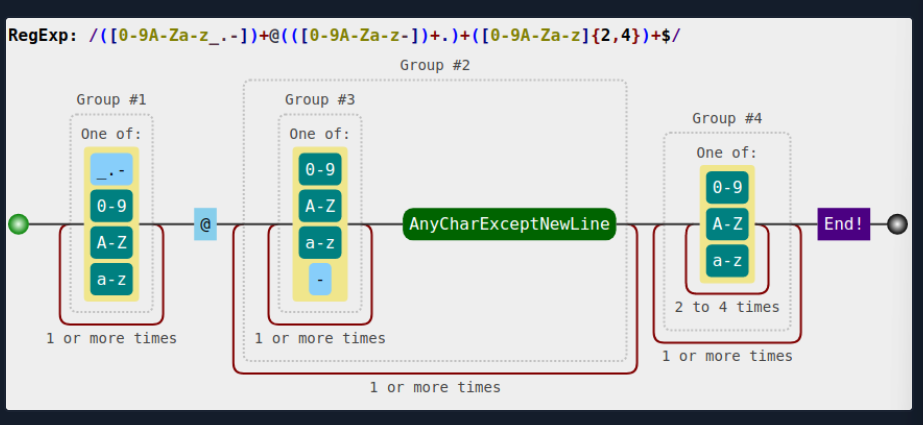 RegExp: /([0-9A-Za-z_.-])+@(([0-9A-Za-z-])+.)+([0-9A-Za-z]{2,4})+$/
Group #2
Group #1
Group #3
Group #4
One of:
One of:
One of:
_.-
0-9
A-Z
a-z
@
0-9
A-Z
a-z
-
AnyCharExceptNewLine
0-9
A-Z
a-z
End!
2 to 4 times
1 or more times
1 or more times
1 or more times
1 or more times